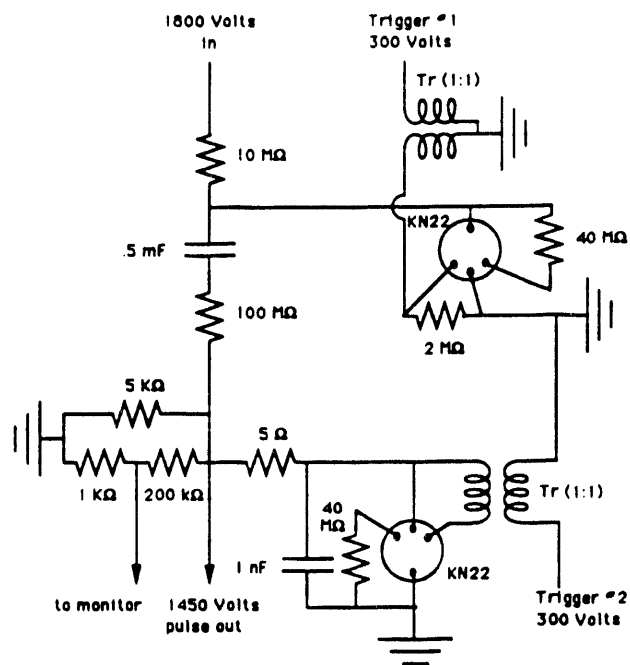 1800 Volts
in
Trigger #1
300 Volts
Tr (1:1)
10 MΩ
KN22
40 MΩ
.5 mF
100 MΩ
2 MΩ
5 KΩ
5 Ω
1 KΩ
200 kΩ
Tr (1:1)
40
MΩ
1 nF
KN22
to monitor
1450 Volts
pulse out
Trigger #2
300 Volts